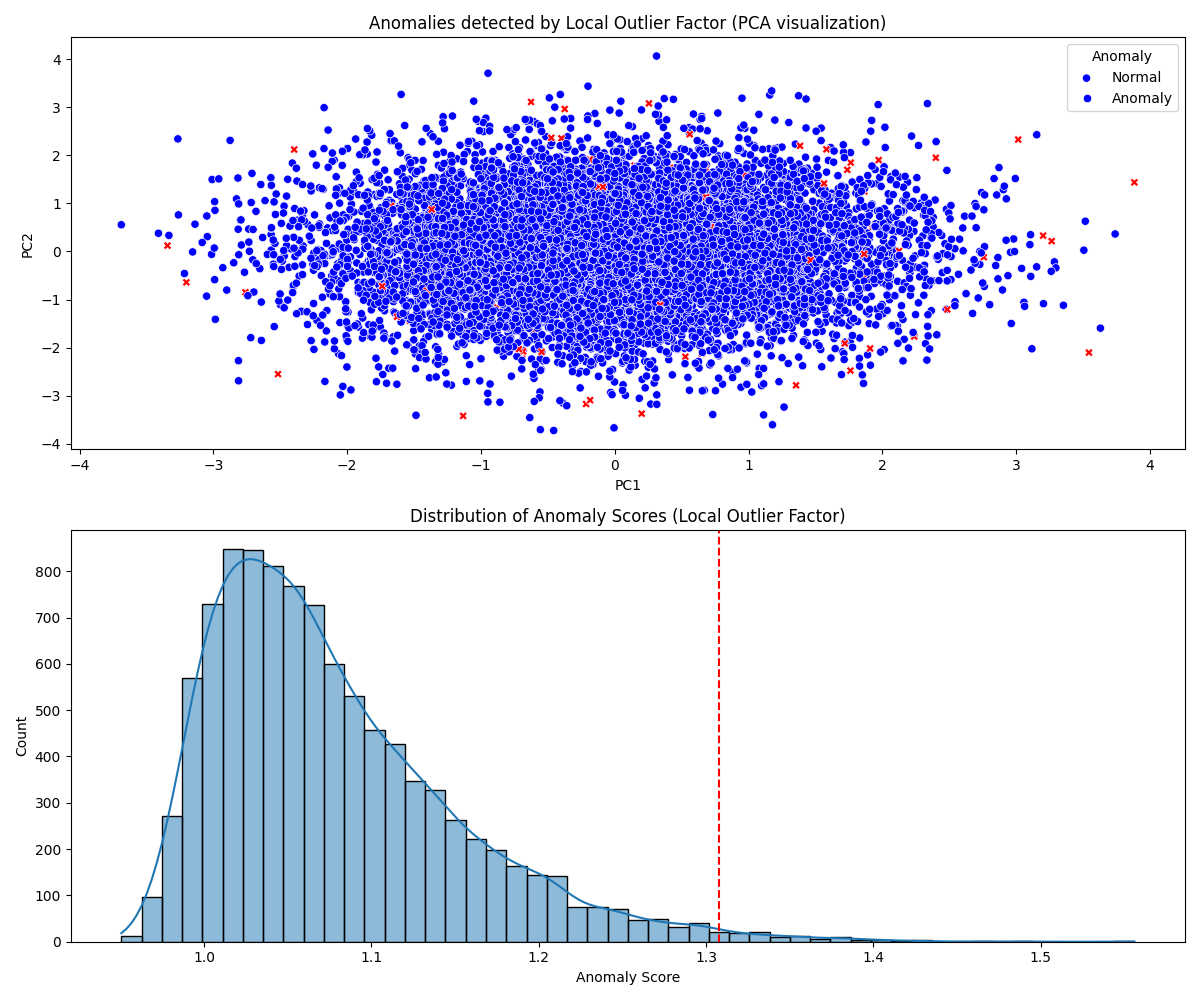 Anomalies detected by Local Outlier Factor (PCA visualization)
Anomaly
Normal
Anomaly
4
3
2
1
0
−1
−2
−3
−4
PC2
−4 −3 −2 −1 0 1 2 3 4
PC1
Distribution of Anomaly Scores (Local Outlier Factor)
800
700
600
500
400
300
200
100
0
Count
1.0 1.1 1.2 1.3 1.4 1.5
Anomaly Score